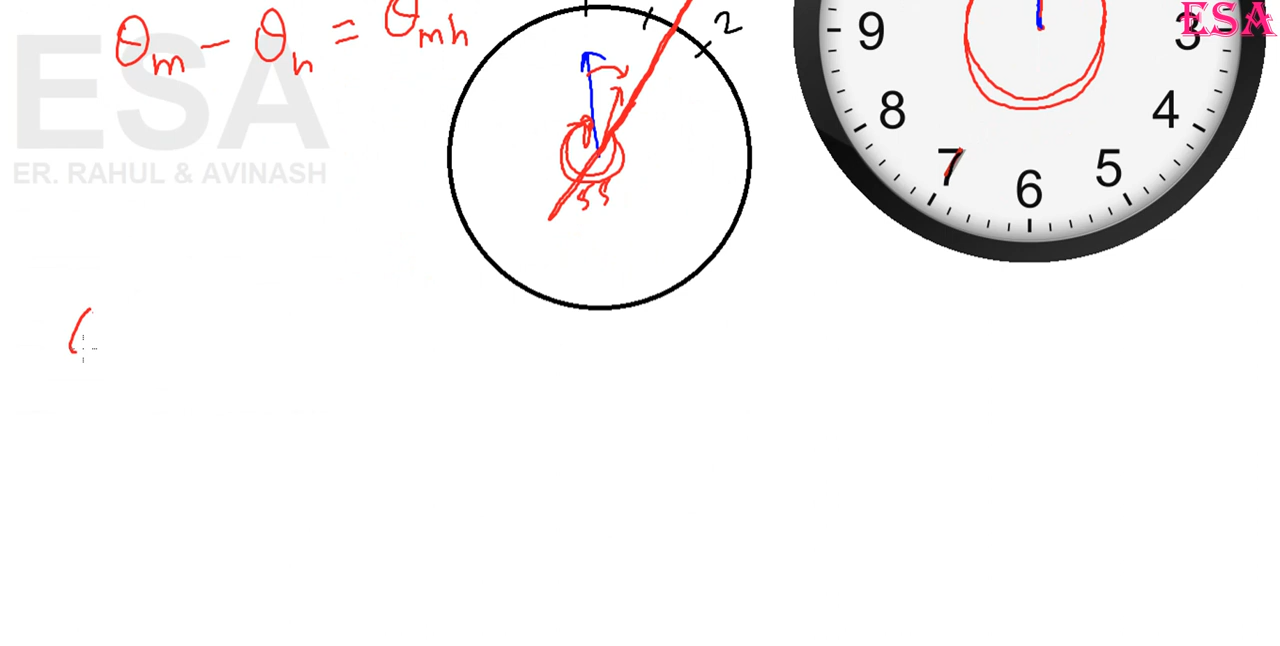 θm - θh = θmh
2
ESA
ER. RAHUL & AVINASH
ESA
9
3
8
4
7
5
6
(